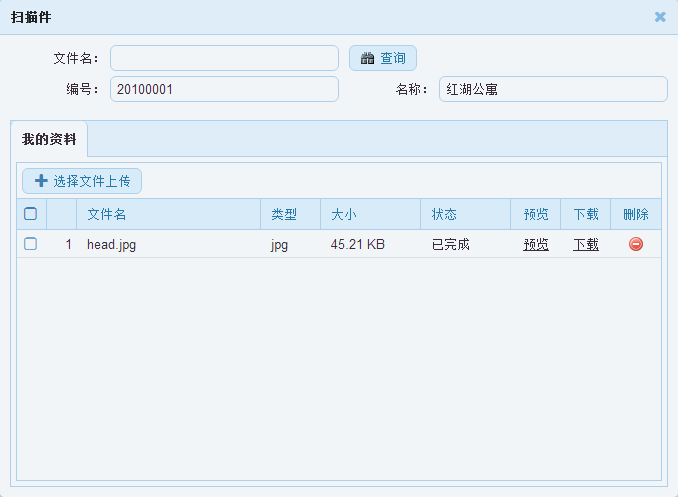 扫描件
文件名： 查询
编号： 20100001 名称： 红湖公寓
我的资料
选择文件上传
文件名 类型 大小 状态 预览 下载 删除
1 head.jpg jpg 45.21 KB 已完成 预览 下载